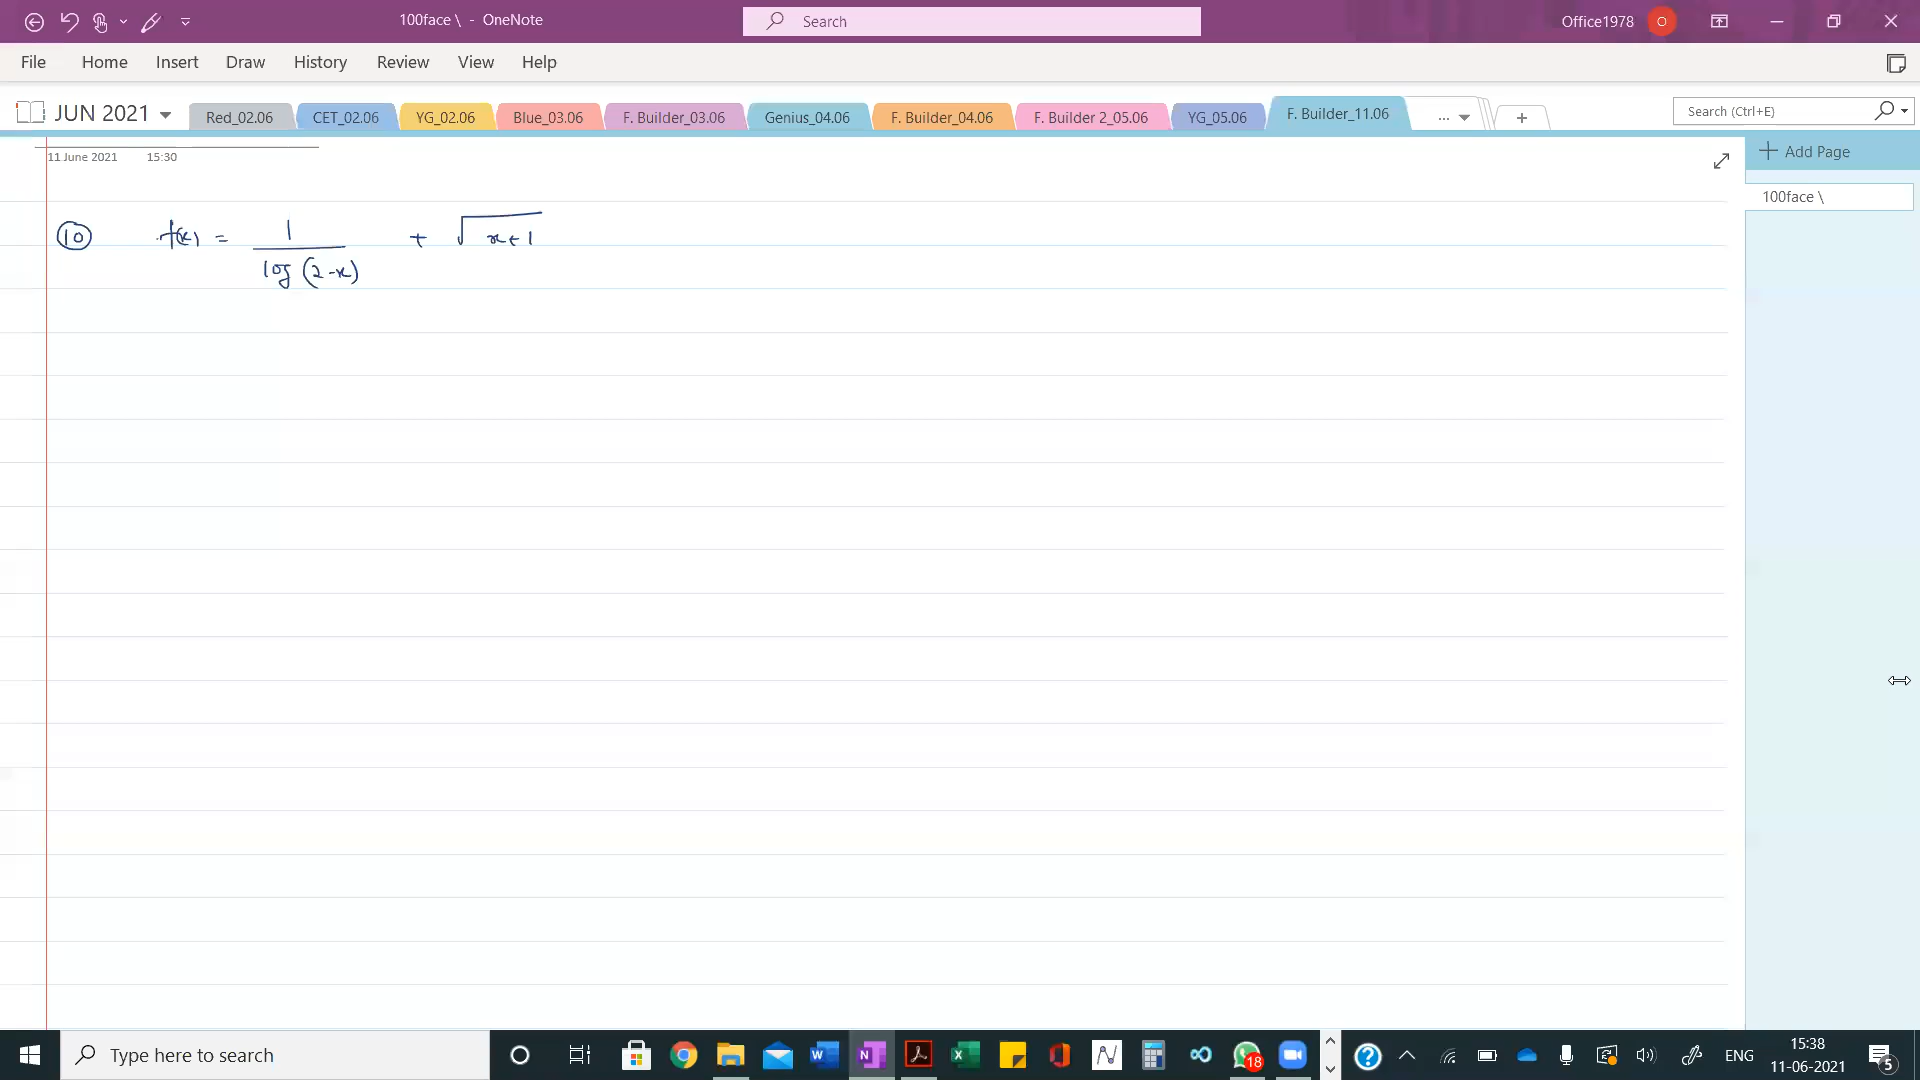 100face \ - OneNote
Search
Office1978
O
File Home Insert Draw History Review View Help
JUN 2021
Red_02.06
CET_02.06
YG_02.06
Blue_03.06
F. Builder_03.06
Genius_04.06
F. Builder_04.06
F. Builder 2_05.06
YG_05.06
F. Builder_11.06
...
+
Search (Ctrl+E)
11 June 2021 15:30
Add Page
100face \
10 f(x) = 1 / log (2-x) + √x+1
Type here to search
18
ENG
15:38
11-06-2021
5